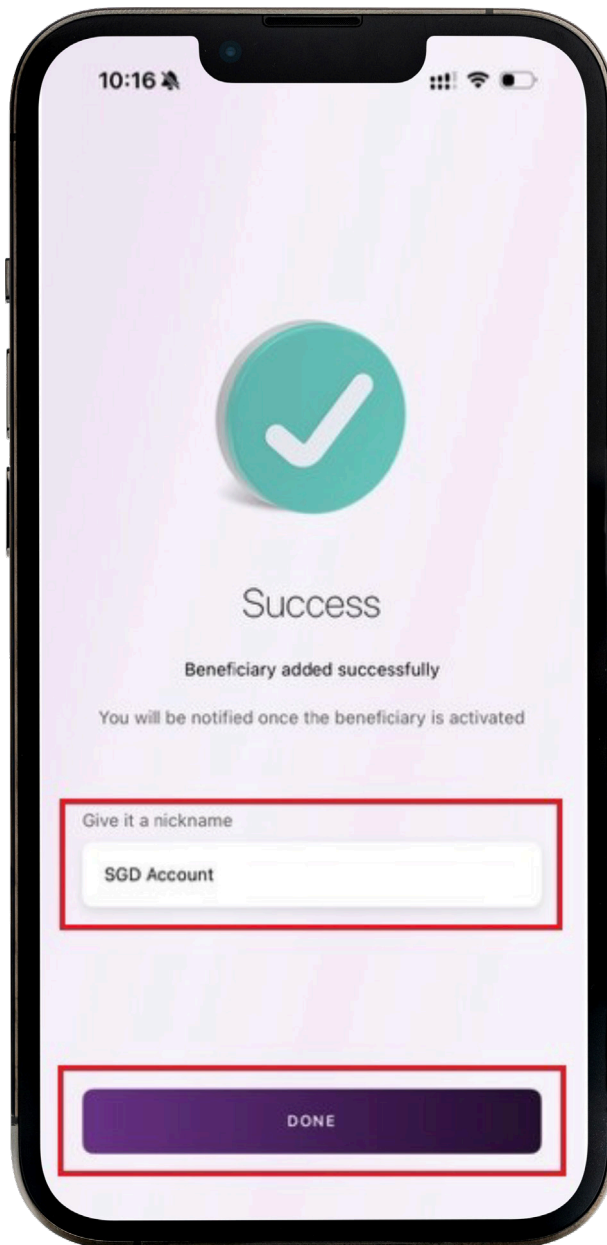 10:16
Success
Beneficiary added successfully
You will be notified once the beneficiary is activated
Give it a nickname
SGD Account
DONE